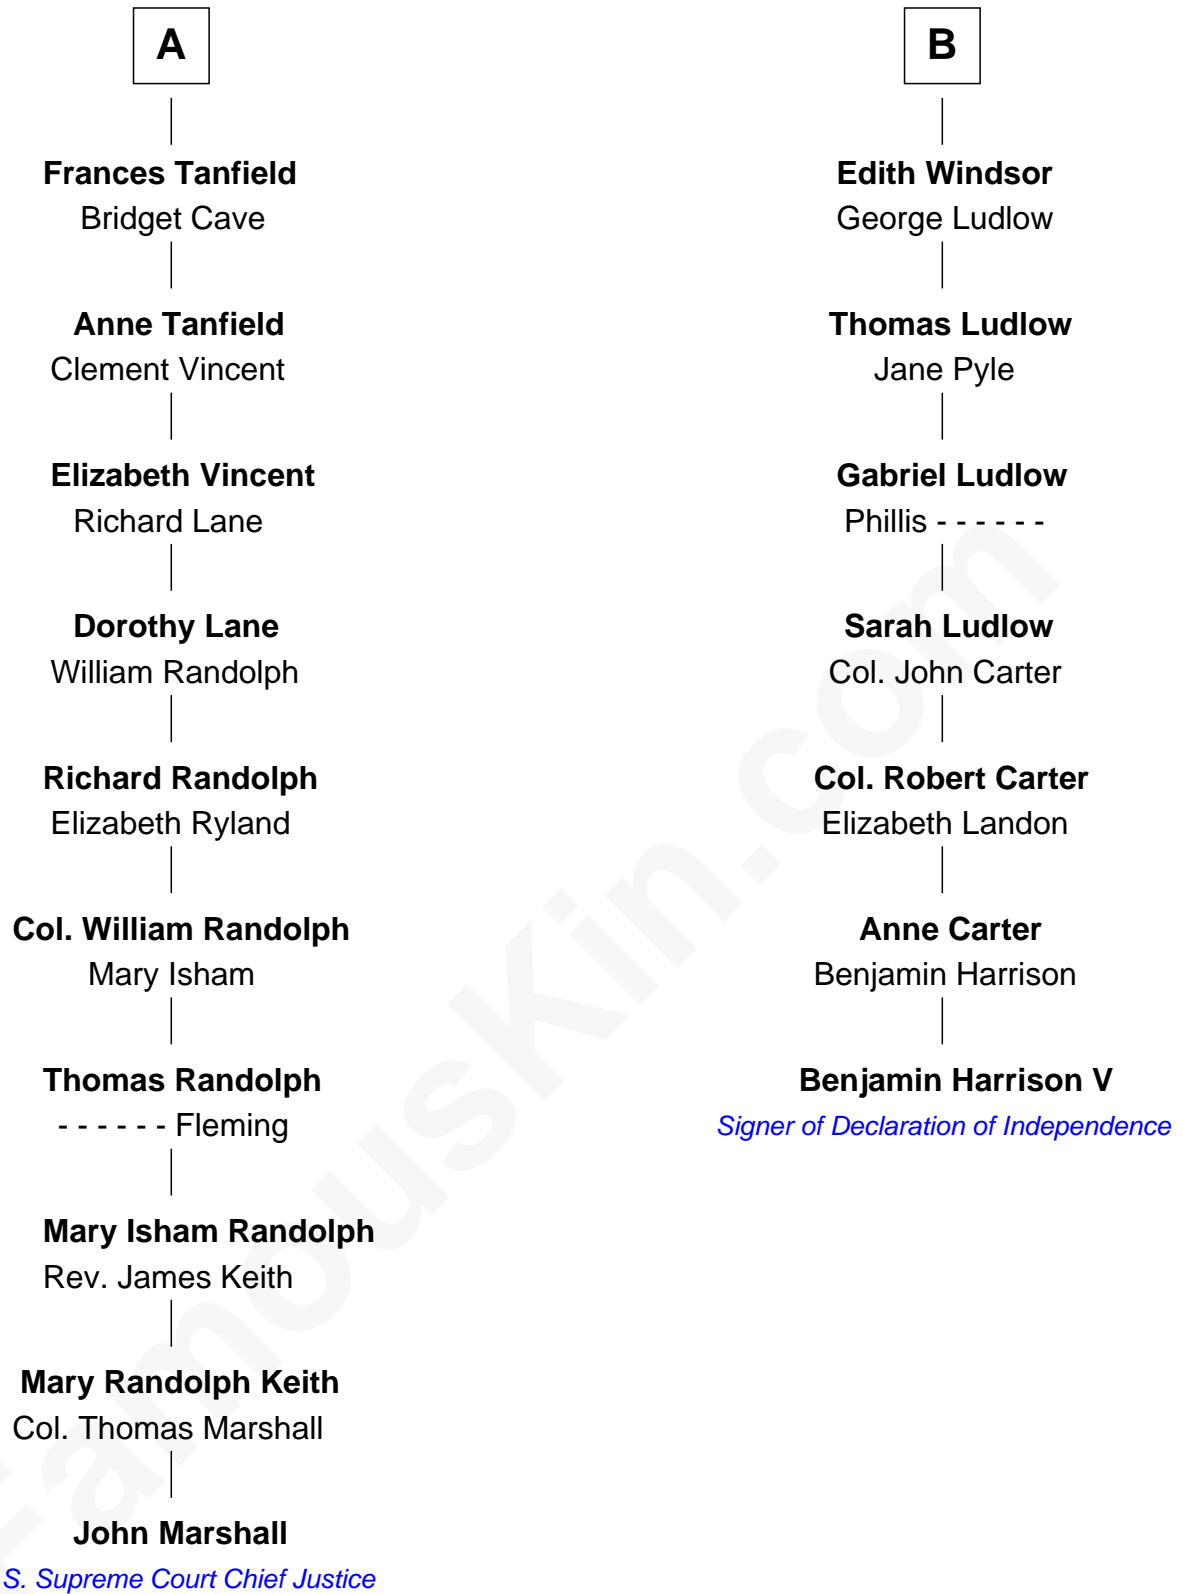 A
Frances Tanfield
Bridget Cave
Anne Tanfield
Clement Vincent
Elizabeth Vincent
Richard Lane
Dorothy Lane
William Randolph
Richard Randolph
Elizabeth Ryland
Col. William Randolph
Mary Isham
Thomas Randolph
- - - - - - Fleming
Mary Isham Randolph
Rev. James Keith
Mary Randolph Keith
Col. Thomas Marshall
John Marshall
S. Supreme Court Chief Justice
B
Edith Windsor
George Ludlow
Thomas Ludlow
Jane Pyle
Gabriel Ludlow
Phillis - - - - - -
Sarah Ludlow
Col. John Carter
Col. Robert Carter
Elizabeth Landon
Anne Carter
Benjamin Harrison
Benjamin Harrison V
Signer of Declaration of Independence
FamousKin.com